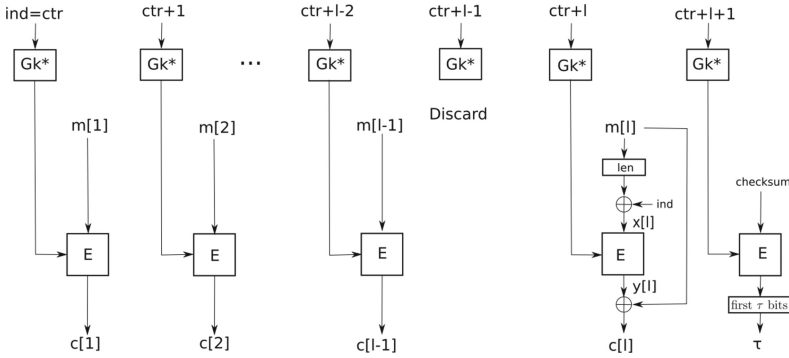 ind=ctr ctr+1 ctr+l-2 ctr+l-1 ctr+l ctr+l+1
Gk* Gk* ... Gk* Gk* Gk* Gk*
Discard
m[1] m[2] m[l-1] m[l]
len
checksum
ind
x[l]
E E E E E
y[l]
first τ bits
c[1] c[2] c[l-1] c[l] τ